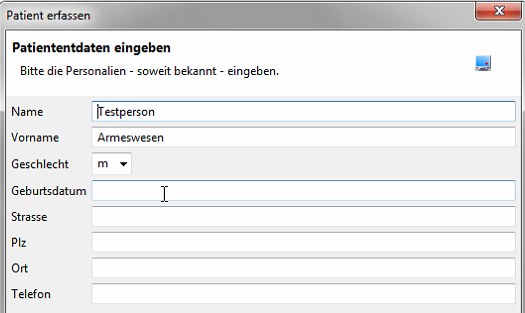 Patient erfassen
Patientendaten eingeben
Bitte die Personalien - soweit bekannt - eingeben.
Name Testperson
Vorname Armeswesen
Geschlecht m
Geburtsdatum
Strasse
Plz
Ort
Telefon